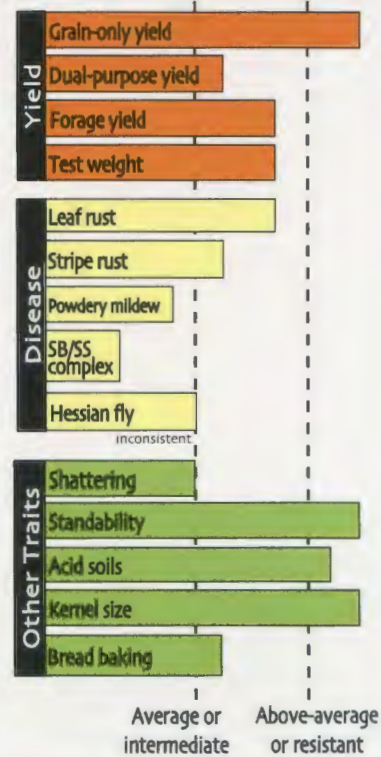 Yield
Grain-only yield
Dual-purpose yield
Forage yield
Test weight
Disease
Leaf rust
Stripe rust
Powdery mildew
SB/SS
complex
Hessian fly
inconsistent
Other Traits
Shattering
Standability
Acid soils
Kernel size
Bread baking
Average or
intermediate
Above-average
or resistant